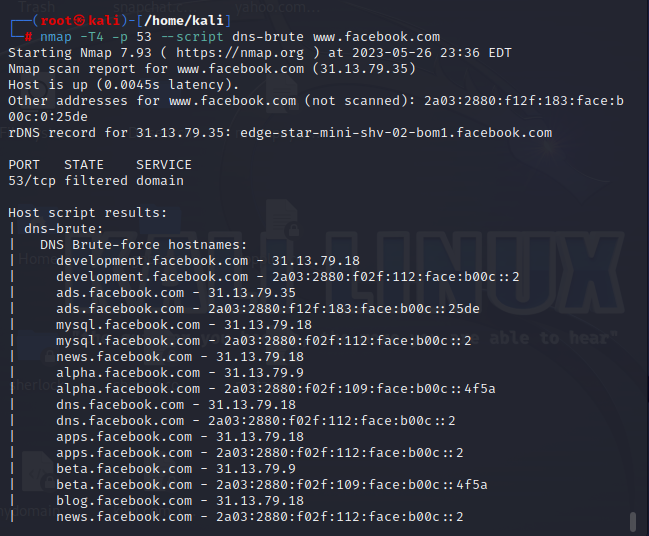 Trash snapchat.c... yahoo.com...
┌──(root㉿kali)-[/home/kali]
└─# nmap -T4 -p 53 --script dns-brute www.facebook.com
Starting Nmap 7.93 ( https://nmap.org ) at 2023-05-26 23:36 EDT
Nmap scan report for www.facebook.com (31.13.79.35)
Host is up (0.0045s latency).
Other addresses for www.facebook.com (not scanned): 2a03:2880:f12f:183:face:b
00c:0:25de
rDNS record for 31.13.79.35: edge-star-mini-shv-02-bom1.facebook.com
PORT   STATE    SERVICE
53/tcp filtered domain
Host script results:
| dns-brute:
|   DNS Brute-force hostnames:
|     development.facebook.com - 31.13.79.18
|     development.facebook.com - 2a03:2880:f02f:112:face:b00c::2
|     ads.facebook.com - 31.13.79.35
|     ads.facebook.com - 2a03:2880:f12f:183:face:b00c::25de
|     mysql.facebook.com - 31.13.79.18
|     mysql.facebook.com - 2a03:2880:f02f:112:face:b00c::2
|     news.facebook.com - 31.13.79.18
|     alpha.facebook.com - 31.13.79.9
|     alpha.facebook.com - 2a03:2880:f02f:109:face:b00c::4f5a
|     dns.facebook.com - 31.13.79.18
|     dns.facebook.com - 2a03:2880:f02f:112:face:b00c::2
|     apps.facebook.com - 31.13.79.18
|     apps.facebook.com - 2a03:2880:f02f:112:face:b00c::2
|     beta.facebook.com - 31.13.79.9
|     beta.facebook.com - 2a03:2880:f02f:109:face:b00c::4f5a
|     blog.facebook.com - 31.13.79.18
|     news.facebook.com - 2a03:2880:f02f:112:face:b00c::2
Home
LINUX
able to hear"